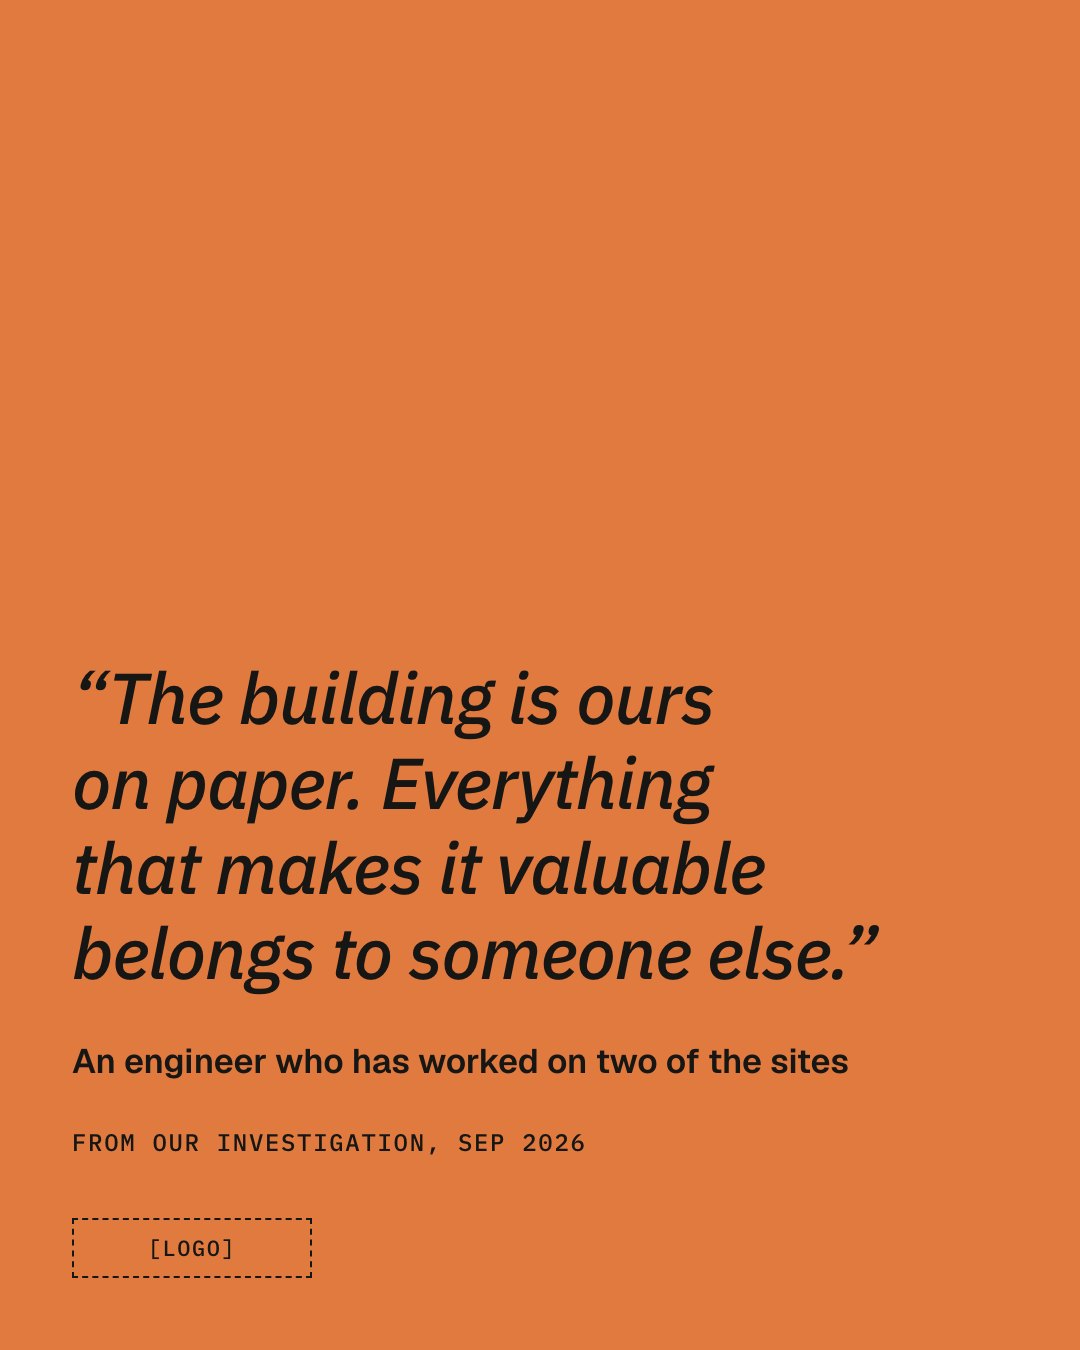 “The building is ours
on paper. Everything
that makes it valuable
belongs to someone else.”
An engineer who has worked on two of the sites
FROM OUR INVESTIGATION, SEP 2026
[LOGO]